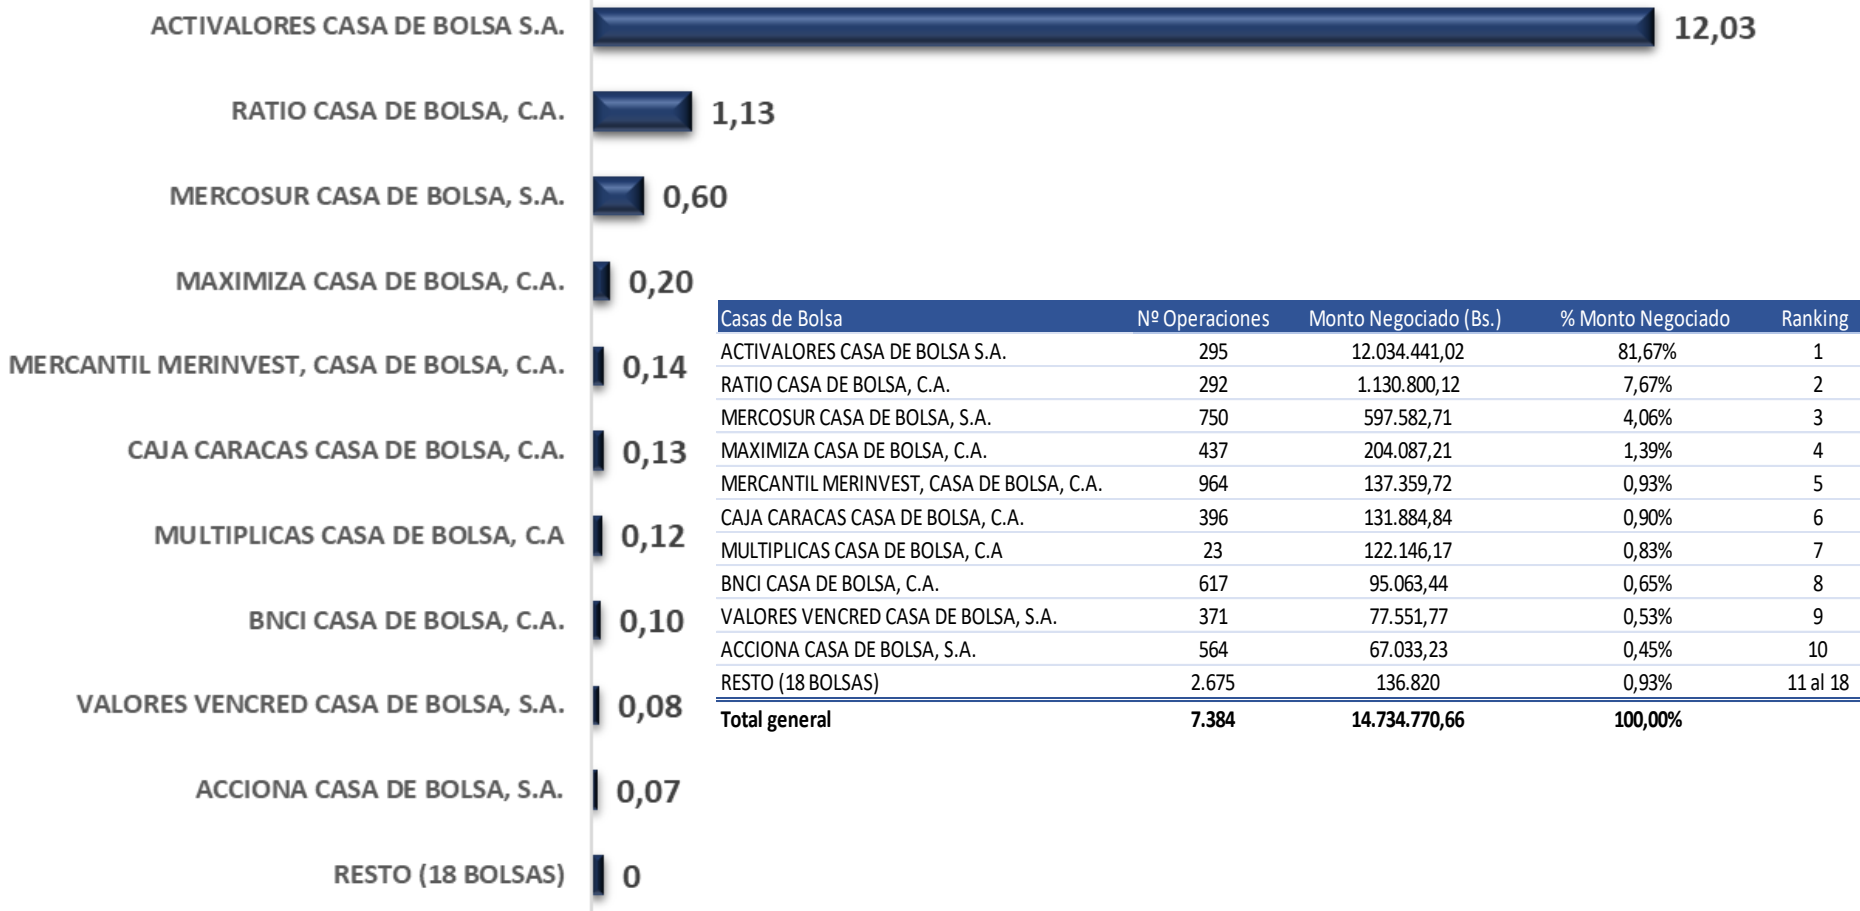 ACTIVALORES CASA DE BOLSA S.A. 12,03
RATIO CASA DE BOLSA, C.A. 1,13
MERCOSUR CASA DE BOLSA, S.A. 0,60
MAXIMIZA CASA DE BOLSA, C.A. 0,20
MERCANTIL MERINVEST, CASA DE BOLSA, C.A. 0,14
CAJA CARACAS CASA DE BOLSA, C.A. 0,13
MULTIPLICAS CASA DE BOLSA, C.A 0,12
BNCI CASA DE BOLSA, C.A. 0,10
VALORES VENCRED CASA DE BOLSA, S.A. 0,08
ACCIONA CASA DE BOLSA, S.A. 0,07
RESTO (18 BOLSAS) 0
Casas de Bolsa Nº Operaciones Monto Negociado (Bs.) % Monto Negociado Ranking
ACTIVALORES CASA DE BOLSA S.A. 295 12.034.441,02 81,67% 1
RATIO CASA DE BOLSA, C.A. 292 1.130.800,12 7,67% 2
MERCOSUR CASA DE BOLSA, S.A. 750 597.582,71 4,06% 3
MAXIMIZA CASA DE BOLSA, C.A. 437 204.087,21 1,39% 4
MERCANTIL MERINVEST, CASA DE BOLSA, C.A. 964 137.359,72 0,93% 5
CAJA CARACAS CASA DE BOLSA, C.A. 396 131.884,84 0,90% 6
MULTIPLICAS CASA DE BOLSA, C.A 23 122.146,17 0,83% 7
BNCI CASA DE BOLSA, C.A. 617 95.063,44 0,65% 8
VALORES VENCRED CASA DE BOLSA, S.A. 371 77.551,77 0,53% 9
ACCIONA CASA DE BOLSA, S.A. 564 67.033,23 0,45% 10
RESTO (18 BOLSAS) 2.675 136.820 0,93% 11 al 18
Total general 7.384 14.734.770,66 100,00%